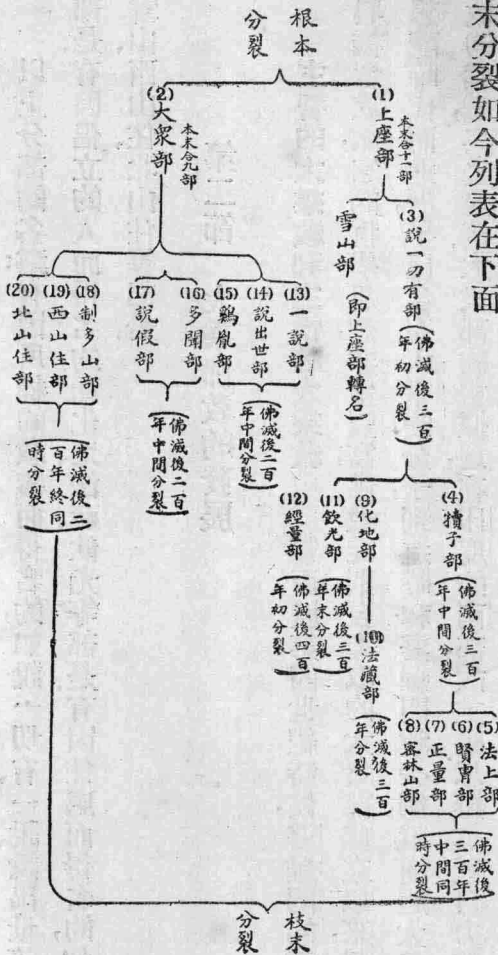 末分裂如今列表在下面
根本
分裂
(1)上座部
本末合十一部
(3)說一切有部
(佛滅後三百
年初分裂)
(4)犢子部
(佛滅後三百
年中間分裂)
(5)法上部
(6)賢冑部
(7)正量部
(8)密林山部
(佛滅後
三百年
中間同
時分裂)
(9)化地部
(10)法藏部
(佛滅後三百
年分裂)
(11)飲光部
(佛滅後三百
年末分裂)
(12)經量部
(佛滅後四百
年初分裂)
雪山部
(即上座部轉名)
(2)大衆部
本末合九部
(13)一說部
(14)說出世部
(15)鷄胤部
(佛滅後二百
年中間分裂)
(16)多聞部
(17)說假部
(佛滅後二百
年中間分裂)
(18)制多山部
(19)西山住部
(20)北山住部
(佛滅後二
百年終同
時分裂)
枝末
分裂